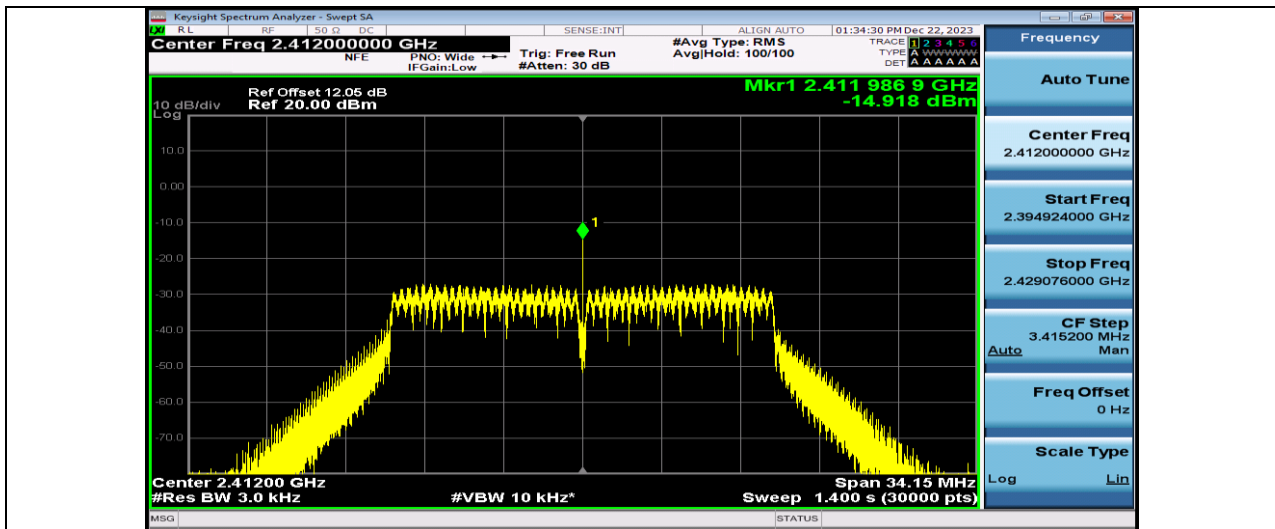 Keysight Spectrum Analyzer - Swept SA
LXI RL RF 50 Ω DC SENSE:INT ALIGN AUTO 01:34:30 PM Dec 22, 2023
Center Freq 2.412000000 GHz
NFE
PNO: Wide
IFGain:Low
Trig: Free Run
#Atten: 30 dB
#Avg Type: RMS
Avg|Hold: 100/100
TRACE 1 2 3 4 5 6
TYPE A W W W W W
DET A A A A A A
Mkr1 2.411 986 9 GHz
-14.918 dBm
Ref Offset 12.05 dB
10 dB/div Ref 20.00 dBm
Log
10.0
0.00
-10.0
-20.0
-30.0
-40.0
-50.0
-60.0
-70.0
1
Center 2.41200 GHz Span 34.15 MHz
#Res BW 3.0 kHz #VBW 10 kHz* Sweep 1.400 s (30000 pts)
MSG STATUS
Frequency
Auto Tune
Center Freq
2.412000000 GHz
Start Freq
2.394924000 GHz
Stop Freq
2.429076000 GHz
CF Step
3.415200 MHz
Auto Man
Freq Offset
0 Hz
Scale Type
Log Lin